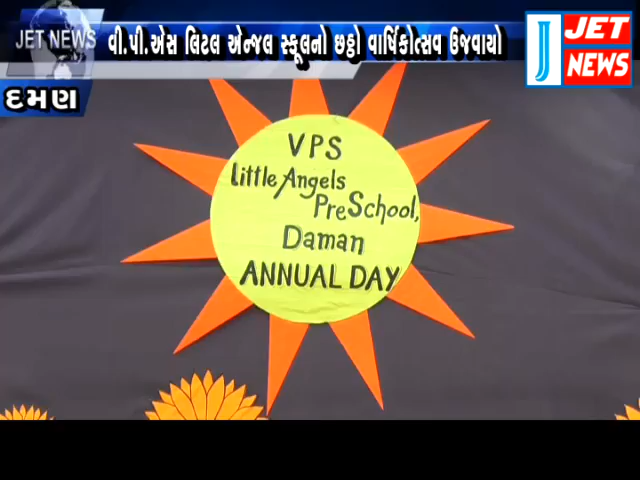 JET NEWS
વી.પી.એસ લિટલ એન્જલ સ્કૂલનો છઠ્ઠો વાર્ષિકોત્સવ ઉજવાયો
J JET NEWS
દમણ
VPS
Little Angels
PreSchool,
Daman
ANNUAL DAY